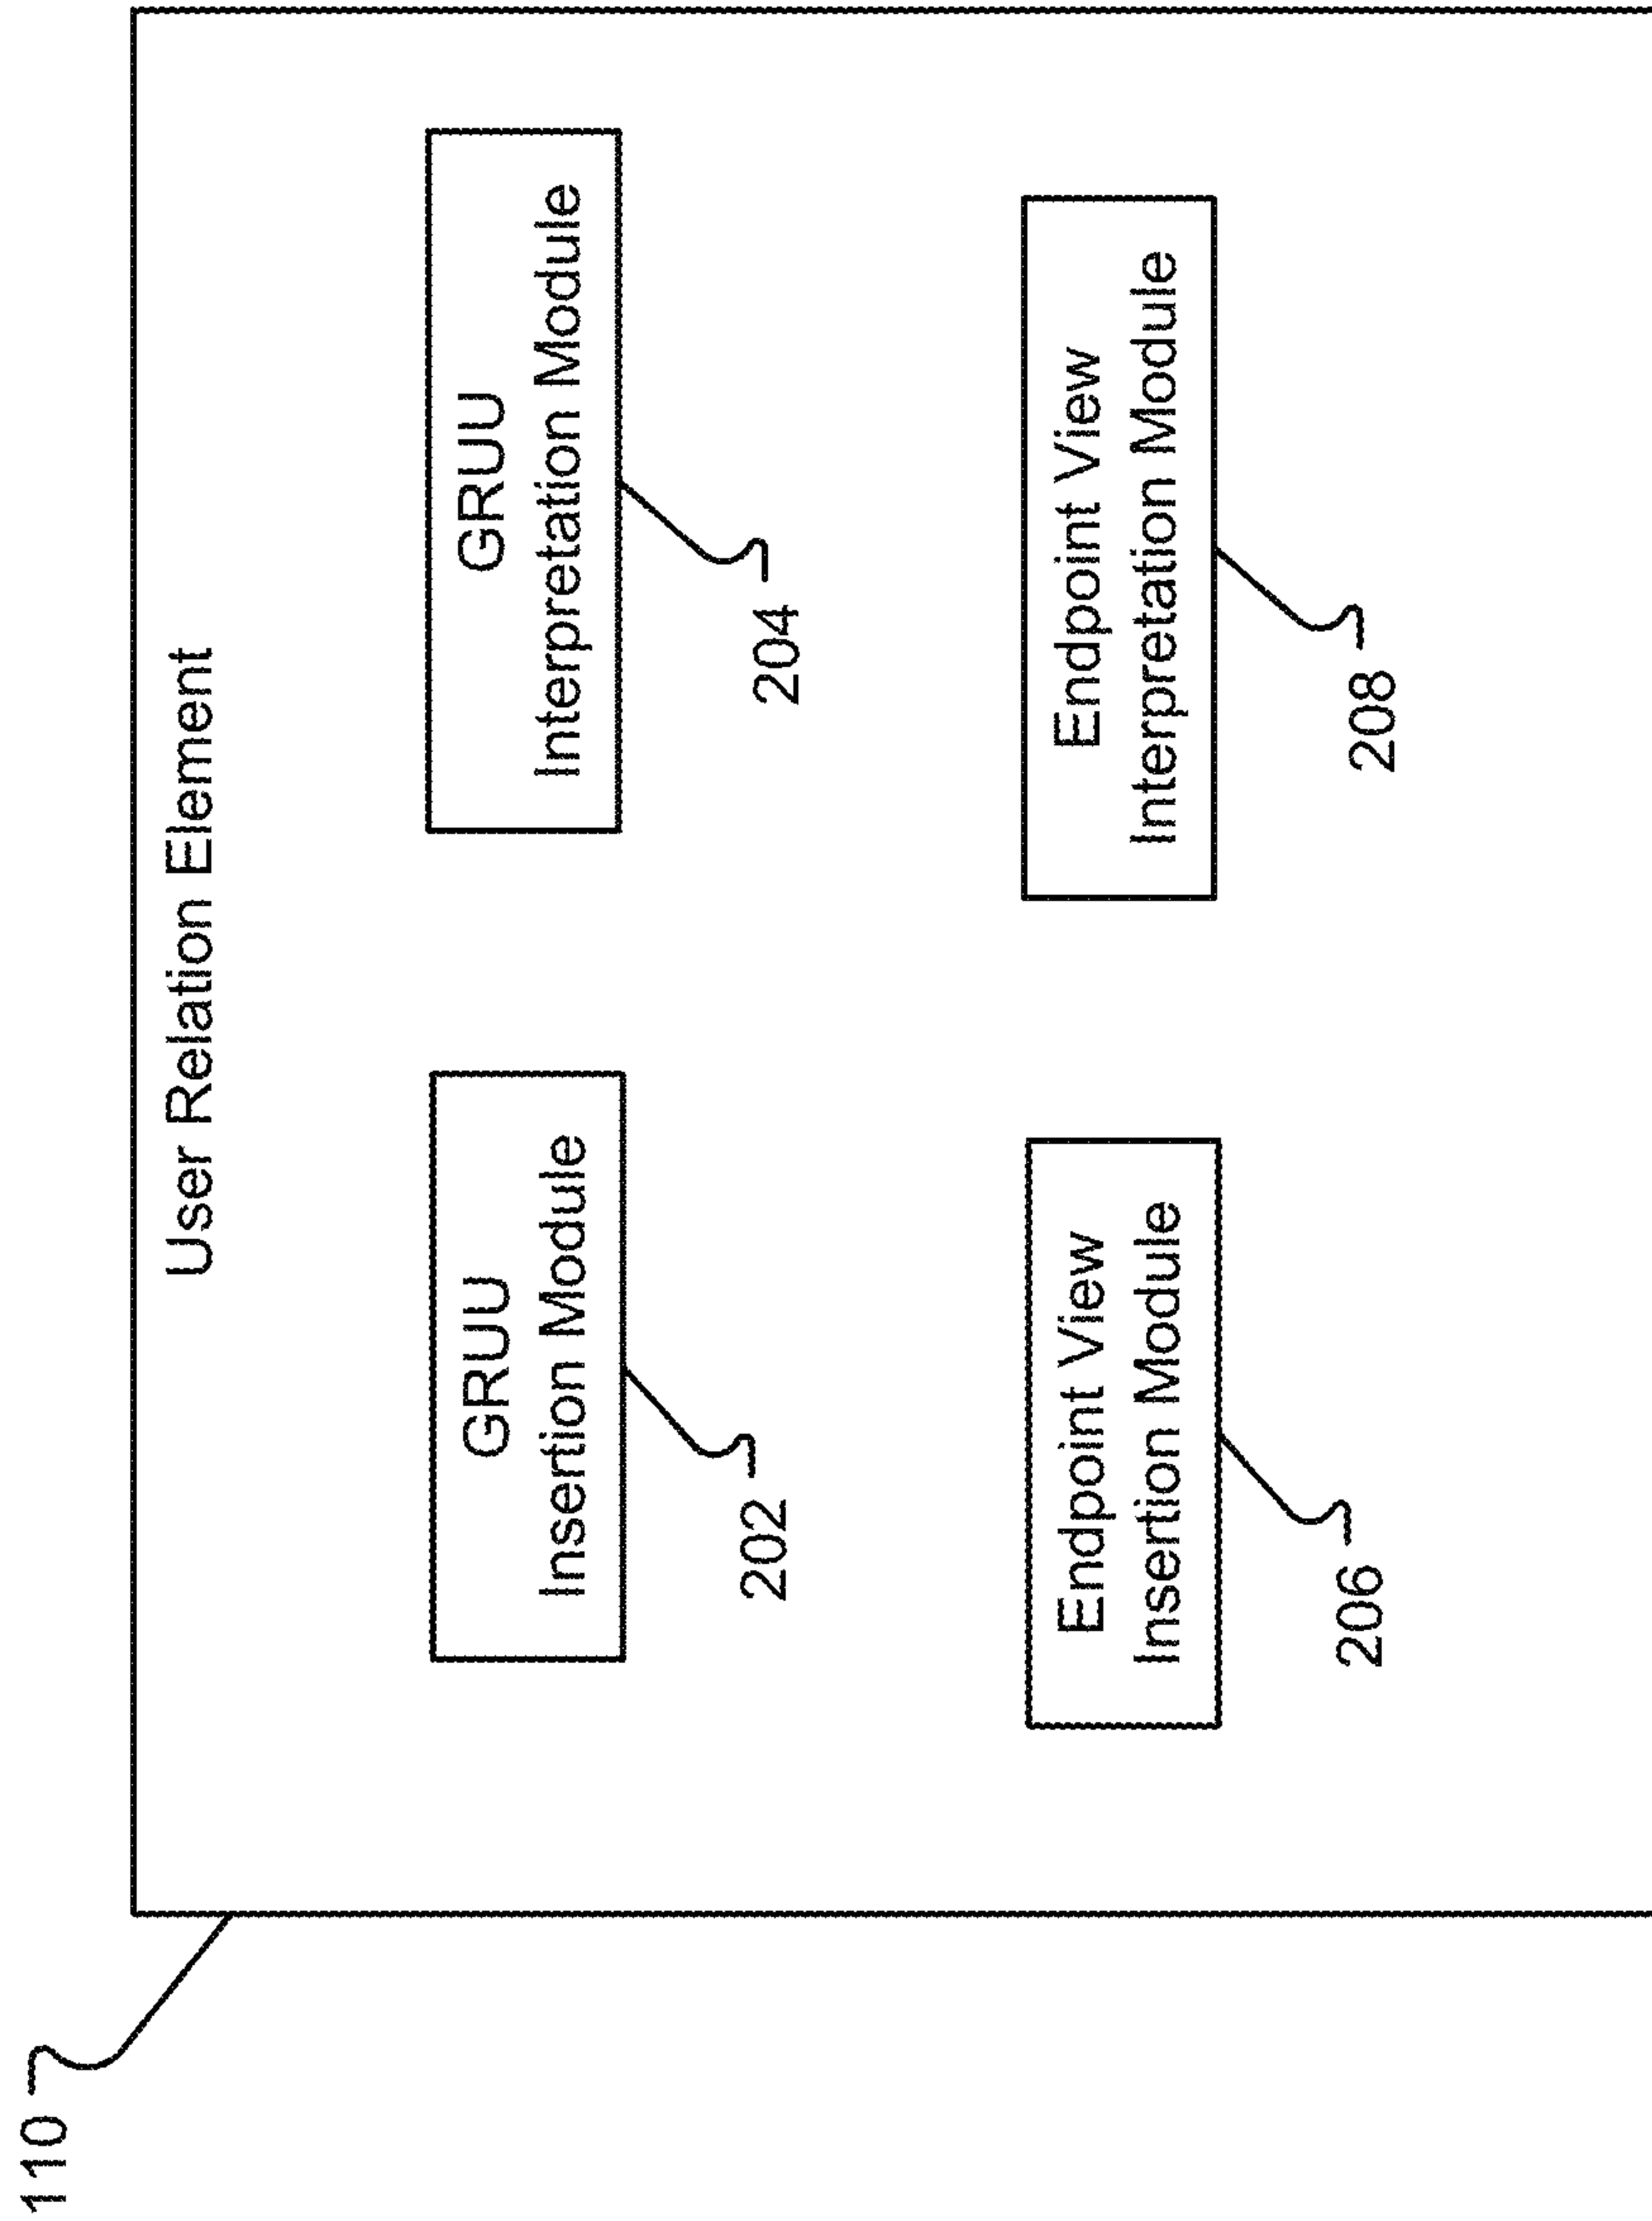 110
User Relation Element
GRUU
Insertion Module
202
GRUU
Interpretation Module
204
Endpoint View
Insertion Module
206
Endpoint View
Interpretation Module
208